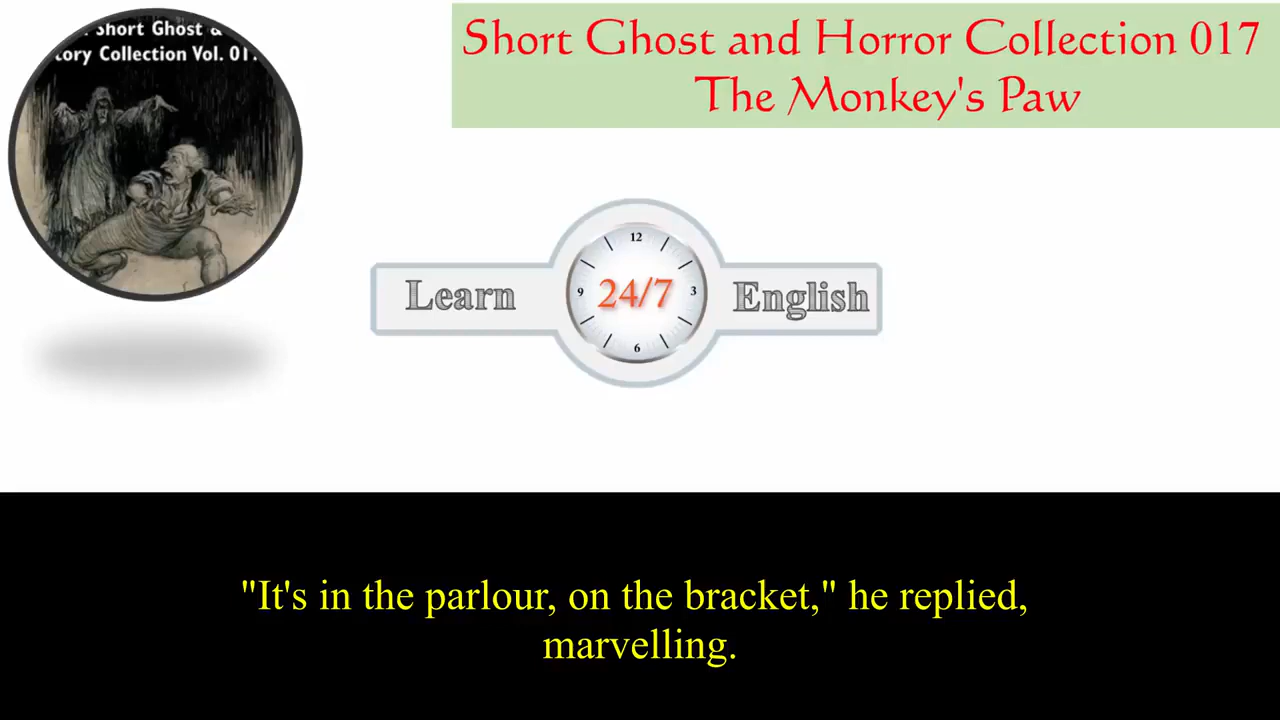 Short Ghost &
tory Collection Vol. 01
Short Ghost and Horror Collection 017
The Monkey's Paw
Learn
24/7
English
12
9
3
6
"It's in the parlour, on the bracket," he replied,
marvelling.